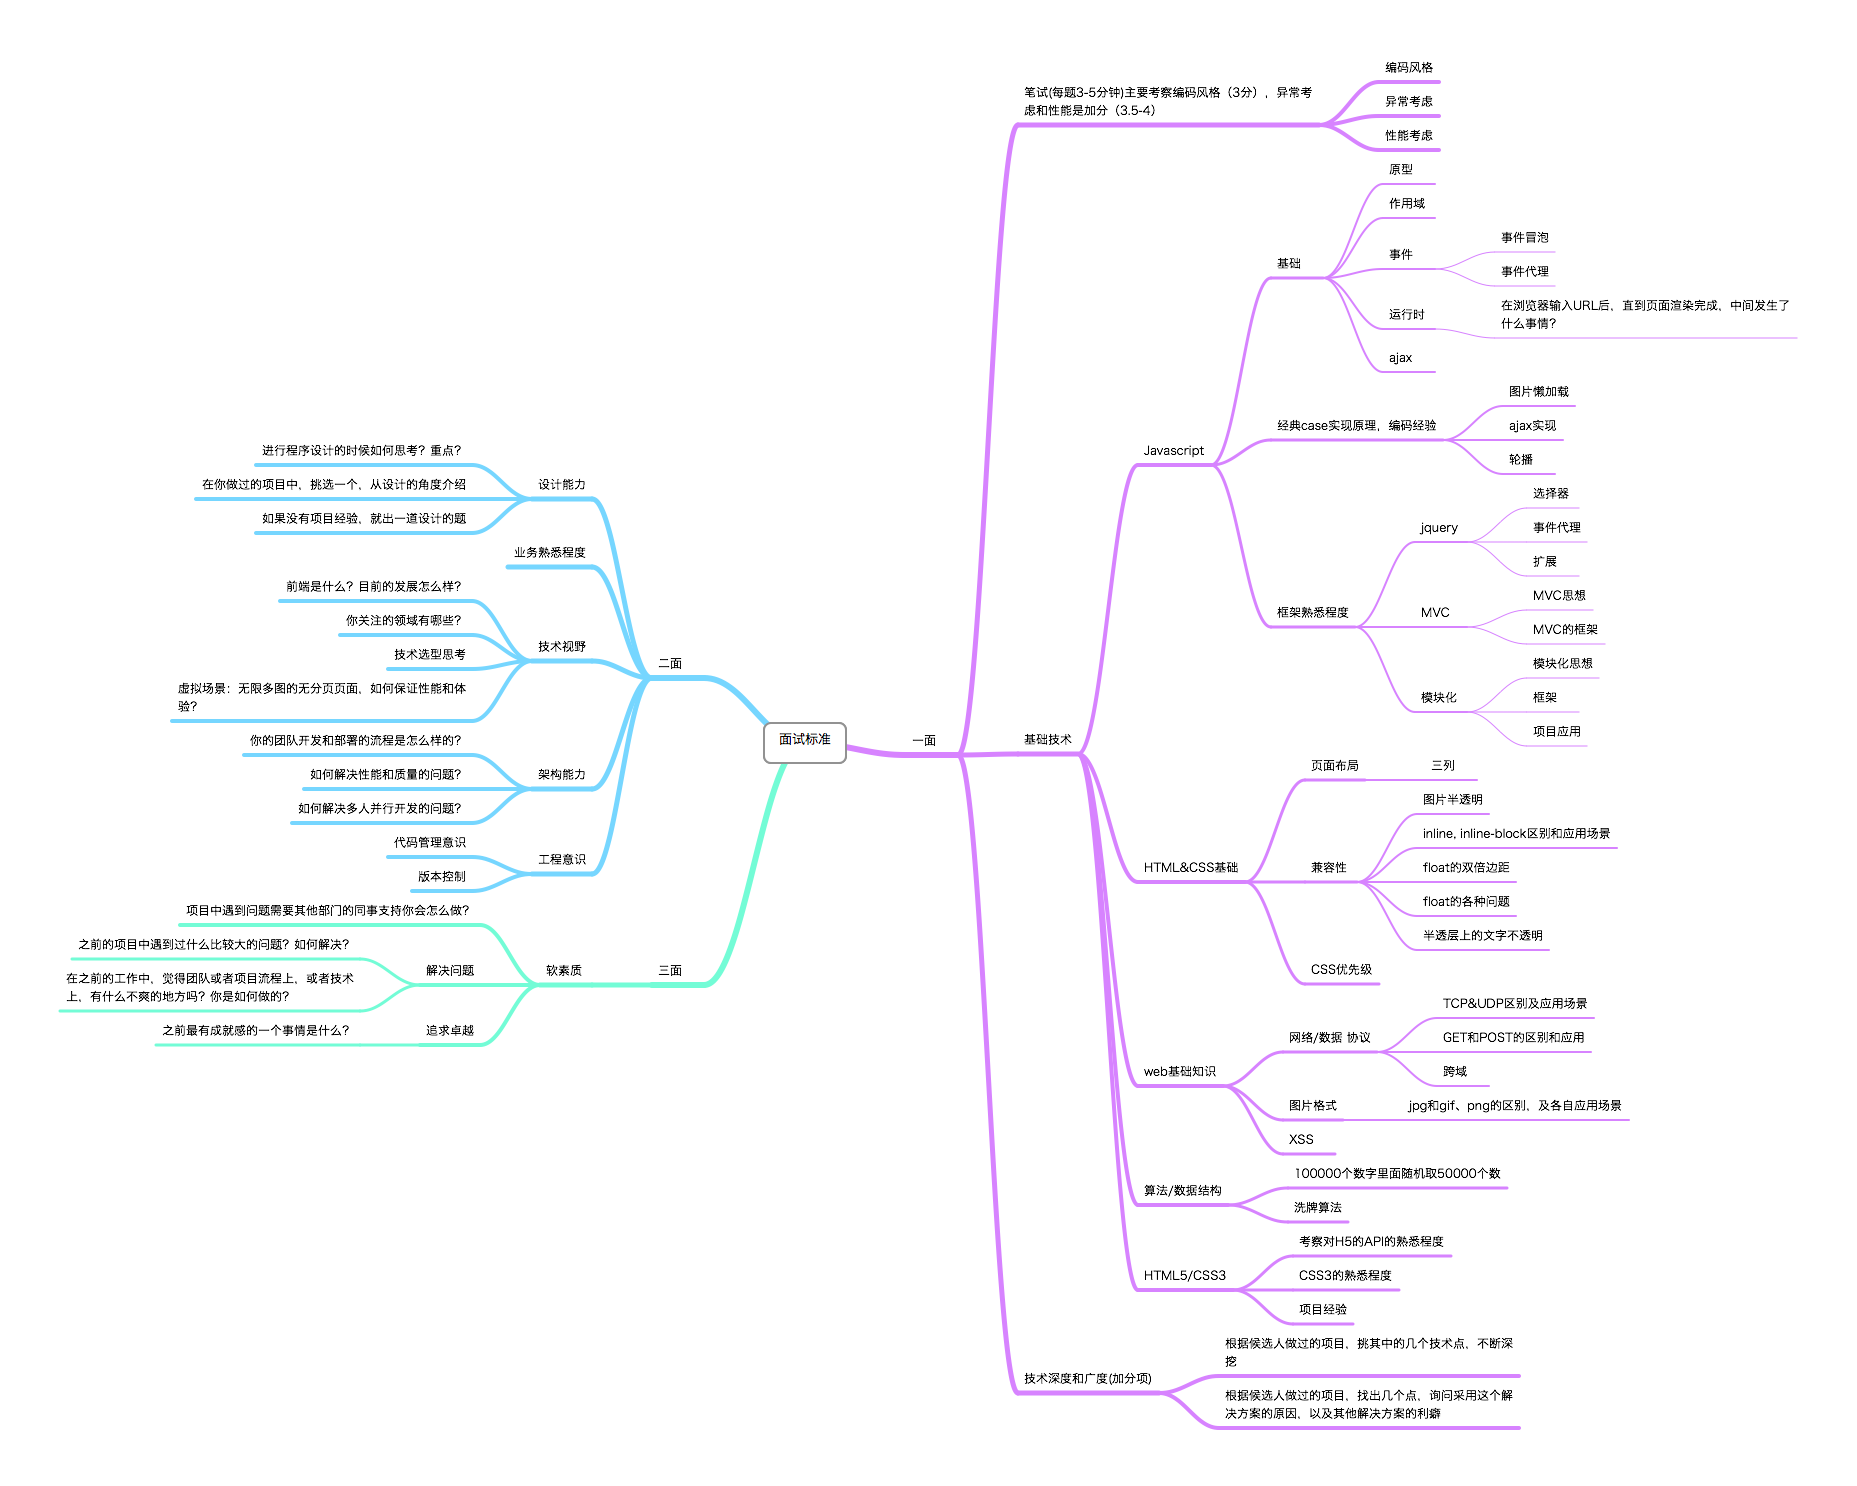 面试标准
一面
笔试(每题3-5分钟)主要考察编码风格（3分），异常考
虑和性能是加分（3.5-4）
编码风格
异常考虑
性能考虑
基础技术
Javascript
基础
原型
作用域
事件
事件冒泡
事件代理
运行时
在浏览器输入URL后，直到页面渲染完成，中间发生了
什么事情？
ajax
经典case实现原理，编码经验
图片懒加载
ajax实现
轮播
框架熟悉程度
jquery
选择器
事件代理
扩展
MVC
MVC思想
MVC的框架
模块化
模块化思想
框架
项目应用
HTML&CSS基础
页面布局
三列
兼容性
图片半透明
inline, inline-block区别和应用场景
float的双倍边距
float的各种问题
半透层上的文字不透明
CSS优先级
web基础知识
网络/数据 协议
TCP&UDP区别及应用场景
GET和POST的区别和应用
跨域
图片格式
jpg和gif、png的区别，及各自应用场景
XSS
算法/数据结构
100000个数字里面随机取50000个数
洗牌算法
HTML5/CSS3
考察对H5的API的熟悉程度
CSS3的熟悉程度
项目经验
技术深度和广度(加分项)
根据候选人做过的项目，挑其中的几个技术点，不断深
挖
根据候选人做过的项目，找出几个点，询问采用这个解
决方案的原因，以及其他解决方案的利癖
二面
设计能力
进行程序设计的时候如何思考？重点？
在你做过的项目中，挑选一个，从设计的角度介绍
如果没有项目经验，就出一道设计的题
业务熟悉程度
技术视野
前端是什么？目前的发展怎么样？
你关注的领域有哪些？
技术选型思考
虚拟场景：无限多图的无分页页面，如何保证性能和体
验？
架构能力
你的团队开发和部署的流程是怎么样的？
如何解决性能和质量的问题？
如何解决多人并行开发的问题？
工程意识
代码管理意识
版本控制
三面
软素质
项目中遇到问题需要其他部门的同事支持你会怎么做？
解决问题
之前的项目中遇到过什么比较大的问题？如何解决？
在之前的工作中，觉得团队或者项目流程上，或者技术
上，有什么不爽的地方吗？你是如何做的？
追求卓越
之前最有成就感的一个事情是什么？